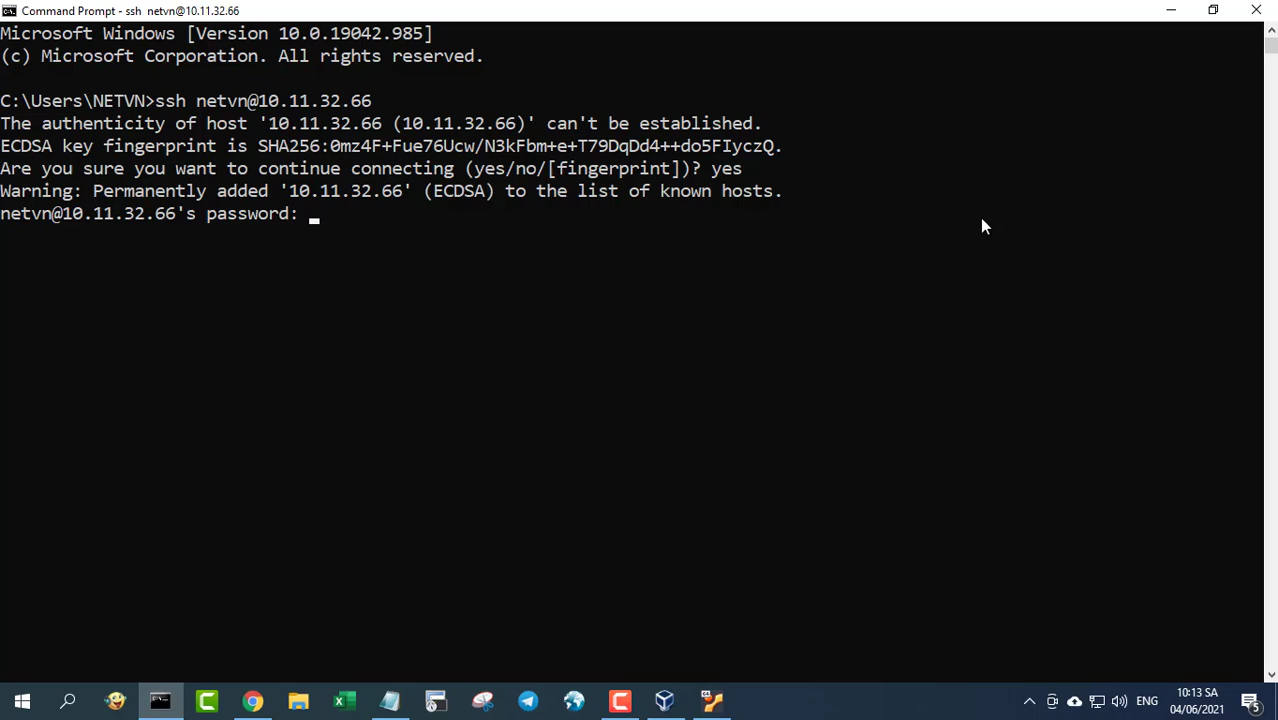 Command Prompt - ssh netvn@10.11.32.66
Microsoft Windows [Version 10.0.19042.985]
(c) Microsoft Corporation. All rights reserved.
C:\Users\NETVN>ssh netvn@10.11.32.66
The authenticity of host '10.11.32.66 (10.11.32.66)' can't be established.
ECDSA key fingerprint is SHA256:0mz4F+Fue76Ucw/N3kFbm+e+T79DqDd4++do5FIyczQ.
Are you sure you want to continue connecting (yes/no/[fingerprint])? yes
Warning: Permanently added '10.11.32.66' (ECDSA) to the list of known hosts.
netvn@10.11.32.66's password:
ENG
10:13 SA
04/06/2021
5